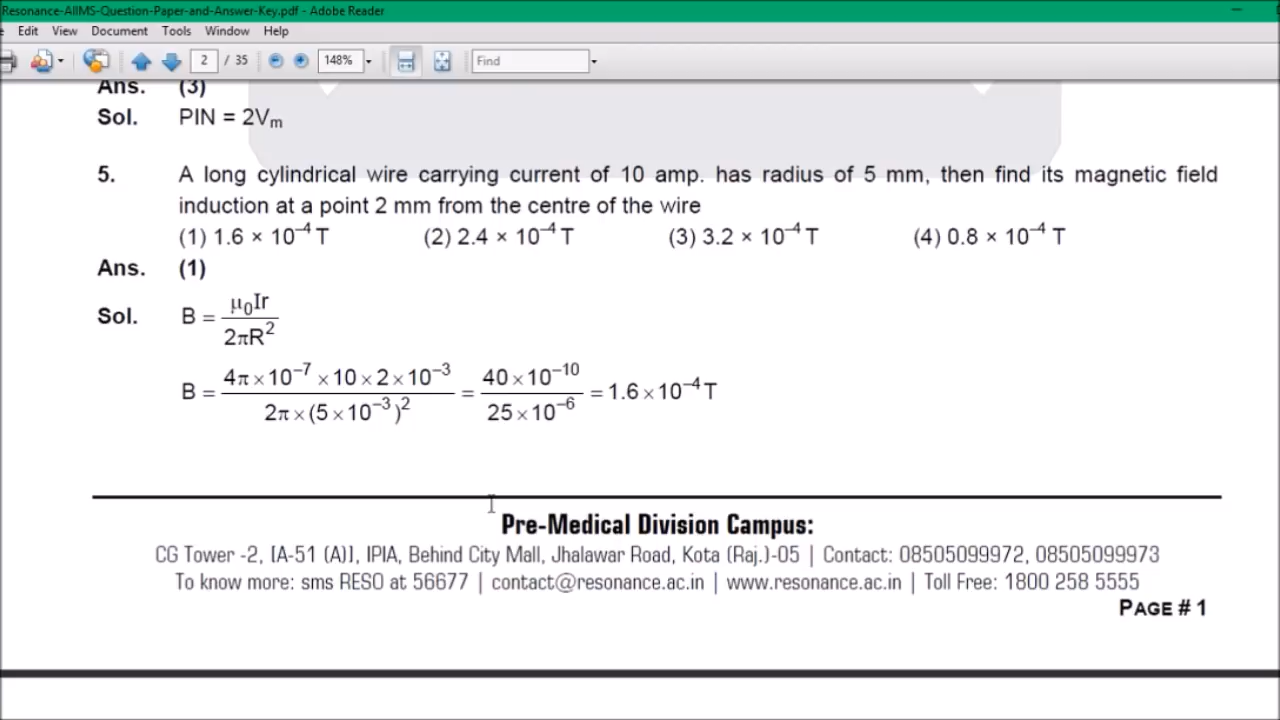 Resonance-AIIMS-Question-Paper-and-Answer-Key.pdf - Adobe Reader
Edit View Document Tools Window Help
2 / 35 148% Find
Ans. (3)
Sol. PIN = 2Vₘ
5. A long cylindrical wire carrying current of 10 amp. has radius of 5 mm, then find its magnetic field
induction at a point 2 mm from the centre of the wire
(1) 1.6 × 10⁻⁴ T (2) 2.4 × 10⁻⁴ T (3) 3.2 × 10⁻⁴ T (4) 0.8 × 10⁻⁴ T
Ans. (1)
Sol. B = μ₀Ir / 2πR²
B = 4π×10⁻⁷ ×10×2×10⁻³ / 2π×(5×10⁻³)² = 40×10⁻¹⁰ / 25×10⁻⁶ = 1.6×10⁻⁴ T
Pre-Medical Division Campus:
CG Tower -2, [A-51 (A)], IPIA, Behind City Mall, Jhalawar Road, Kota (Raj.)-05 | Contact: 08505099972, 08505099973
To know more: sms RESO at 56677 | contact@resonance.ac.in | www.resonance.ac.in | Toll Free: 1800 258 5555
PAGE # 1